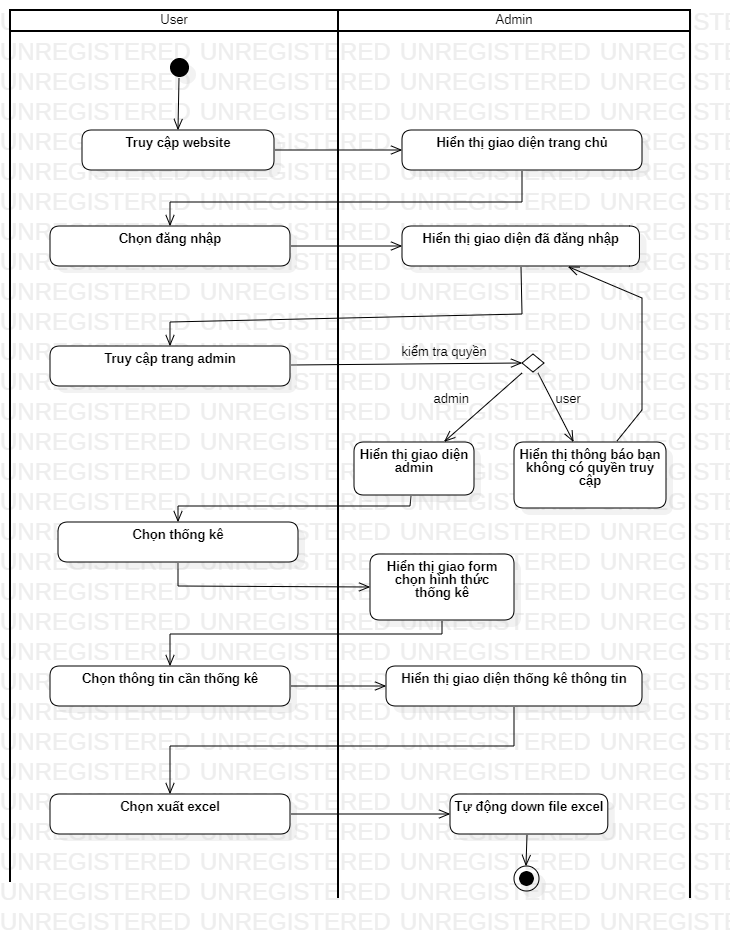 User
Admin
Truy cập website
Hiển thị giao diện trang chủ
Chọn đăng nhập
Hiển thị giao diện đã đăng nhập
Truy cập trang admin
kiểm tra quyền
admin
user
Hiển thị giao diện
admin
Hiển thị thông báo bạn
không có quyền truy
cập
Chọn thống kê
Hiển thị giao form
chọn hình thức
thống kê
Chọn thông tin cần thống kê
Hiển thị giao diện thống kê thông tin
Chọn xuất excel
Tự động down file excel
UNREGISTERED